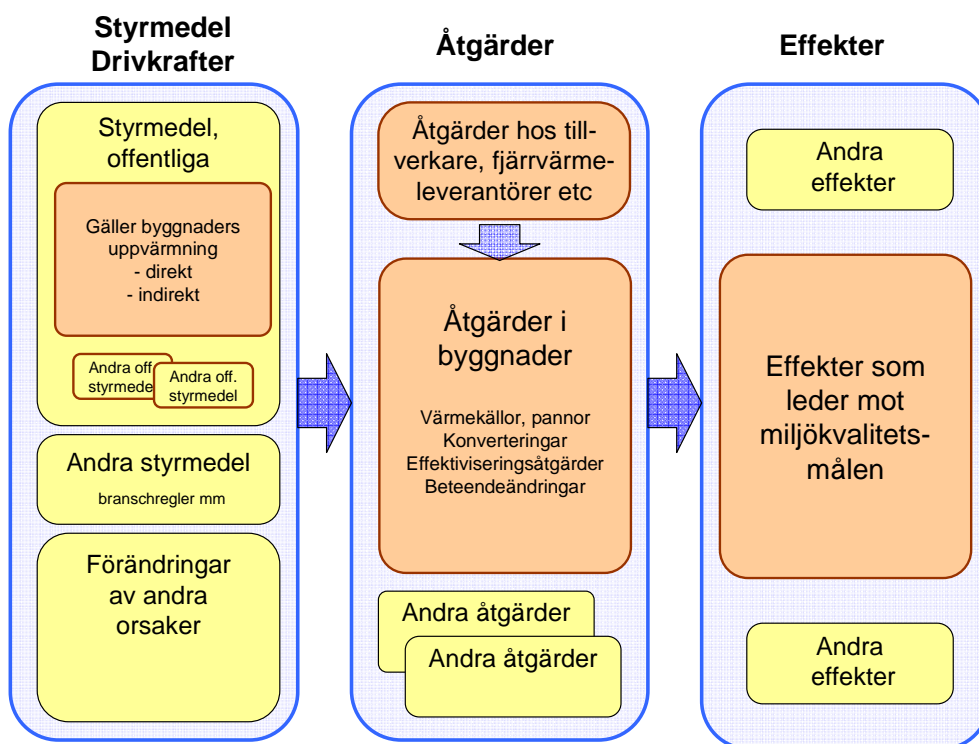 Styrmedel
Drivkrafter
Åtgärder
Effekter
Styrmedel,
offentliga
Gäller byggnaders
uppvärmning
- direkt
- indirekt
Andra off.
styrmedel
Andra off.
styrmedel
Andra styrmedel
branschregler mm
Förändringar
av andra
orsaker
Åtgärder hos till-
verkare, fjärrvärme-
leverantörer etc
Åtgärder i
byggnader
Värmekällor, pannor
Konverteringar
Effektiviseringsåtgärder
Beteendeändringar
Andra åtgärder
Andra åtgärder
Andra
effekter
Effekter som
leder mot
miljökvalitets-
målen
Andra
effekter